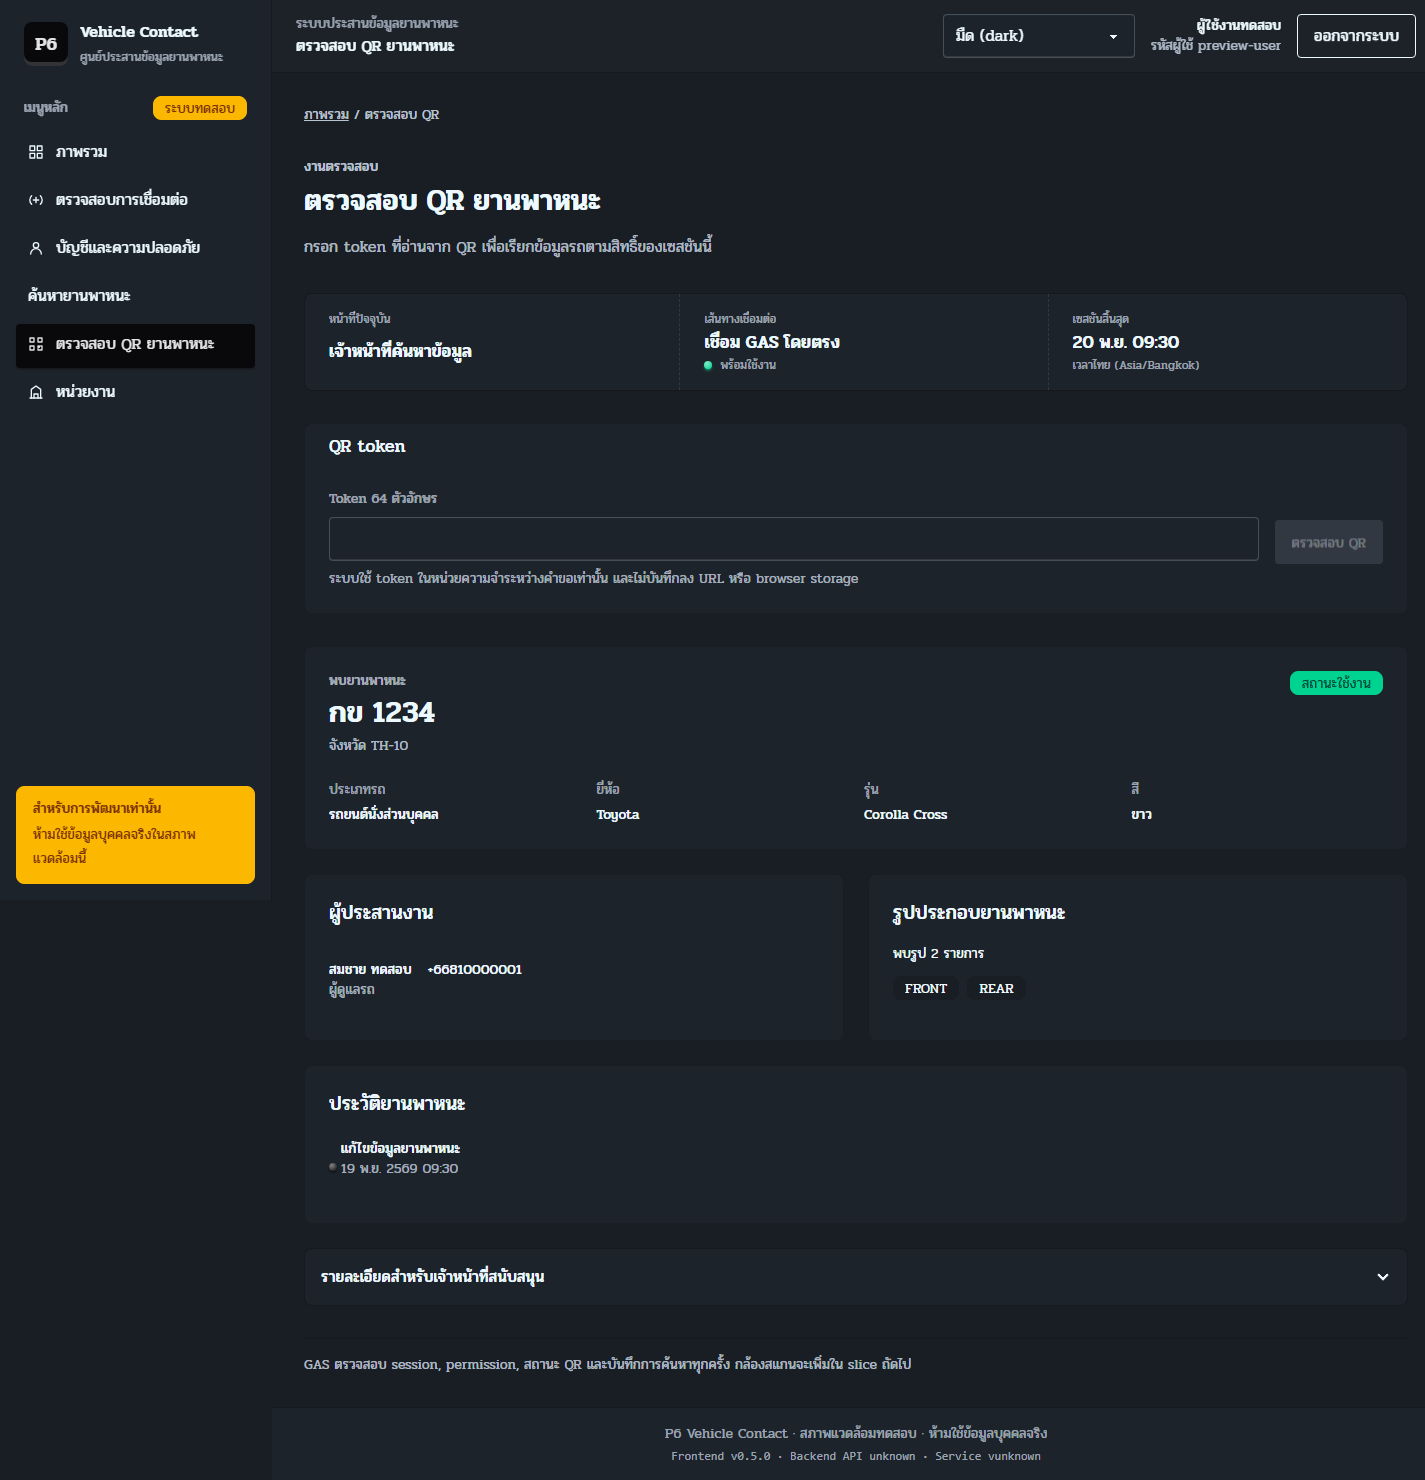 P6
Vehicle Contact
ศูนย์ประสานข้อมูลยานพาหนะ
เมนูหลัก
ระบบทดสอบ
ภาพรวม
ตรวจสอบการเชื่อมต่อ
บัญชีและความปลอดภัย
ค้นหายานพาหนะ
ตรวจสอบ QR ยานพาหนะ
หน่วยงาน
สำหรับการพัฒนาเท่านั้น
ห้ามใช้ข้อมูลบุคคลจริงในสภาพ
แวดล้อมนี้
ระบบประสานข้อมูลยานพาหนะ
ตรวจสอบ QR ยานพาหนะ
มืด (dark)
ผู้ใช้งานทดสอบ
รหัสผู้ใช้ preview-user
ออกจากระบบ
ภาพรวม / ตรวจสอบ QR
งานตรวจสอบ
ตรวจสอบ QR ยานพาหนะ
กรอก token ที่อ่านจาก QR เพื่อเรียกข้อมูลรถตามสิทธิ์ของเซสชันนี้
หน้าที่ปัจจุบัน
เจ้าหน้าที่ค้นหาข้อมูล
เส้นทางเชื่อมต่อ
เชื่อม GAS โดยตรง
พร้อมใช้งาน
เซสชันสิ้นสุด
20 พ.ย. 09:30
เวลาไทย (Asia/Bangkok)
QR token
Token 64 ตัวอักษร
ตรวจสอบ QR
ระบบใช้ token ในหน่วยความจำระหว่างคำขอเท่านั้น และไม่บันทึกลง URL หรือ browser storage
พบยานพาหนะ
สถานะใช้งาน
กข 1234
จังหวัด TH-10
ประเภทรถ
รถยนต์นั่งส่วนบุคคล
ยี่ห้อ
Toyota
รุ่น
Corolla Cross
สี
ขาว
ผู้ประสานงาน
สมชาย ทดสอบ +66810000001
ผู้ดูแลรถ
รูปประกอบยานพาหนะ
พบรูป 2 รายการ
FRONT REAR
ประวัติยานพาหนะ
แก้ไขข้อมูลยานพาหนะ
19 พ.ย. 2569 09:30
รายละเอียดสำหรับเจ้าหน้าที่สนับสนุน
GAS ตรวจสอบ session, permission, สถานะ QR และบันทึกการค้นหาทุกครั้ง กล้องสแกนจะเพิ่มใน slice ถัดไป
P6 Vehicle Contact · สภาพแวดล้อมทดสอบ · ห้ามใช้ข้อมูลบุคคลจริง
Frontend v0.5.0 · Backend API unknown · Service vunknown